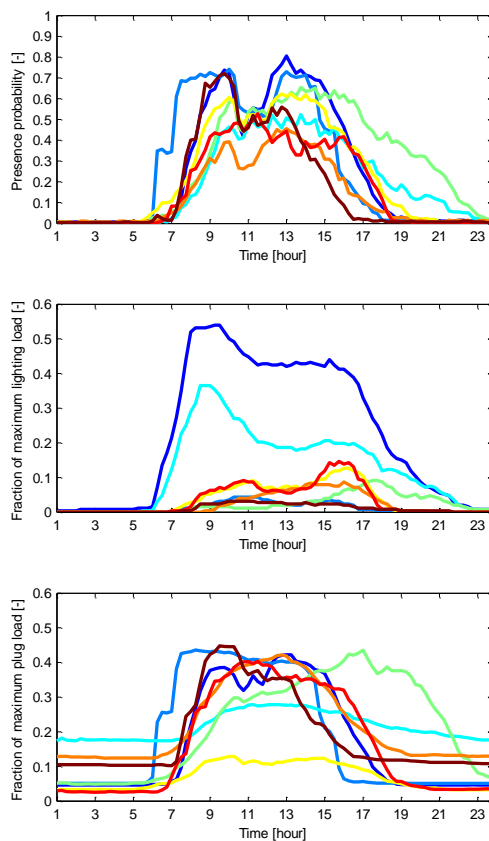 1
0.9
0.8
0.7
0.6
0.5
0.4
0.3
0.2
0.1
0
Presence probability [-]
1 3 5 7 9 11 13 15 17 19 21 23
Time [hour]
0.6
0.5
0.4
0.3
0.2
0.1
0
Fraction of maximum lighting load [-]
1 3 5 7 9 11 13 15 17 19 21 23
Time [hour]
0.6
0.5
0.4
0.3
0.2
0.1
0
Fraction of maximum plug load [-]
1 3 5 7 9 11 13 15 17 19 21 23
Time [hour]